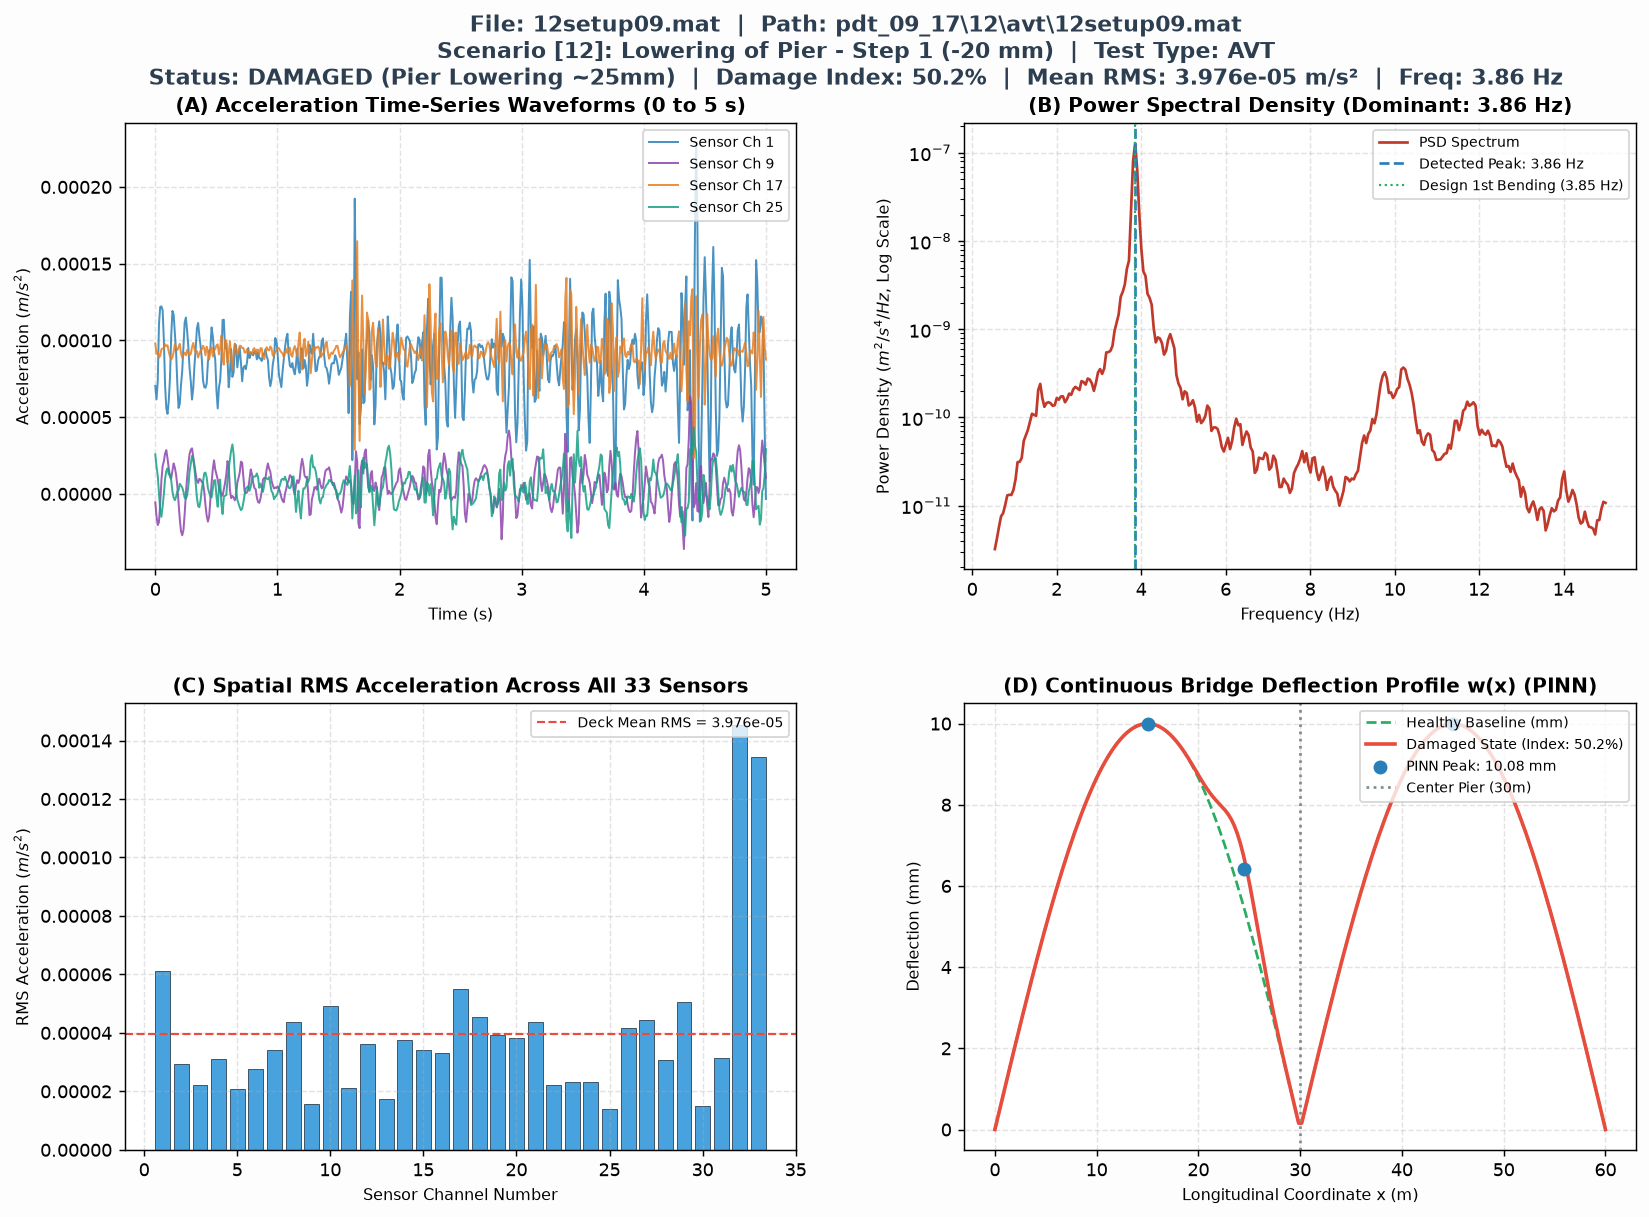 File: 12setup09.mat | Path: pdt_09_17\12\avt\12setup09.mat
Scenario [12]: Lowering of Pier - Step 1 (-20 mm) | Test Type: AVT
Status: DAMAGED (Pier Lowering ~25mm) | Damage Index: 50.2% | Mean RMS: 3.976e-05 m/s² | Freq: 3.86 Hz
(A) Acceleration Time-Series Waveforms (0 to 5 s)
Sensor Ch 1
Sensor Ch 9
Sensor Ch 17
Sensor Ch 25
Acceleration (m/s²)
0.00020
0.00015
0.00010
0.00005
0.00000
0 1 2 3 4 5
Time (s)
(B) Power Spectral Density (Dominant: 3.86 Hz)
PSD Spectrum
Detected Peak: 3.86 Hz
Design 1st Bending (3.85 Hz)
Power Density (m²/s⁴/Hz, Log Scale)
10⁻⁷
10⁻⁸
10⁻⁹
10⁻¹⁰
10⁻¹¹
0 2 4 6 8 10 12 14
Frequency (Hz)
(C) Spatial RMS Acceleration Across All 33 Sensors
Deck Mean RMS = 3.976e-05
RMS Acceleration (m/s²)
0.00014
0.00012
0.00010
0.00008
0.00006
0.00004
0.00002
0.00000
0 5 10 15 20 25 30 35
Sensor Channel Number
(D) Continuous Bridge Deflection Profile w(x) (PINN)
Healthy Baseline (mm)
Damaged State (Index: 50.2%)
PINN Peak: 10.08 mm
Center Pier (30m)
Deflection (mm)
10
8
6
4
2
0
0 10 20 30 40 50 60
Longitudinal Coordinate x (m)